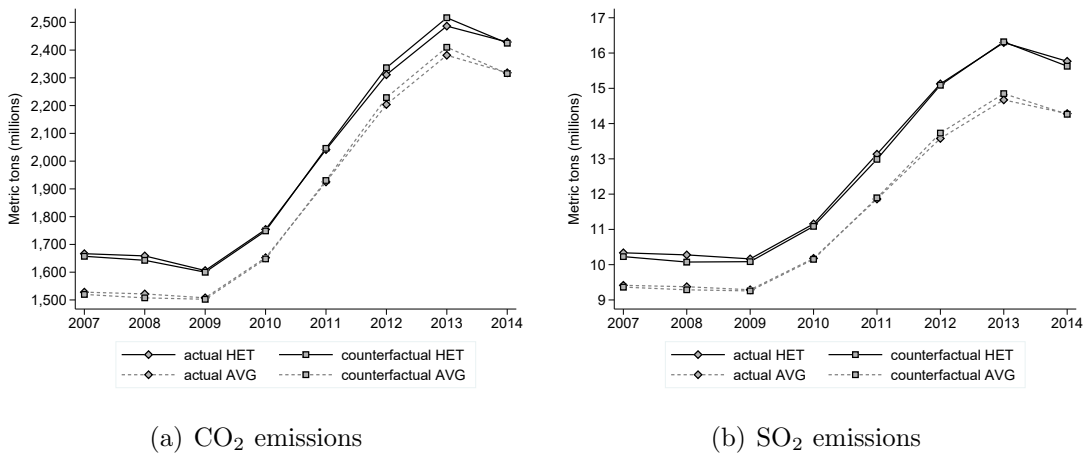 2,500
2,400
2,300
2,200
2,100
2,000
1,900
1,800
1,700
1,600
1,500
Metric tons (millions)
2007 2008 2009 2010 2011 2012 2013 2014
actual HET counterfactual HET
actual AVG counterfactual AVG
(a) CO₂ emissions
17
16
15
14
13
12
11
10
9
Metric tons (millions)
2007 2008 2009 2010 2011 2012 2013 2014
actual HET counterfactual HET
actual AVG counterfactual AVG
(b) SO₂ emissions